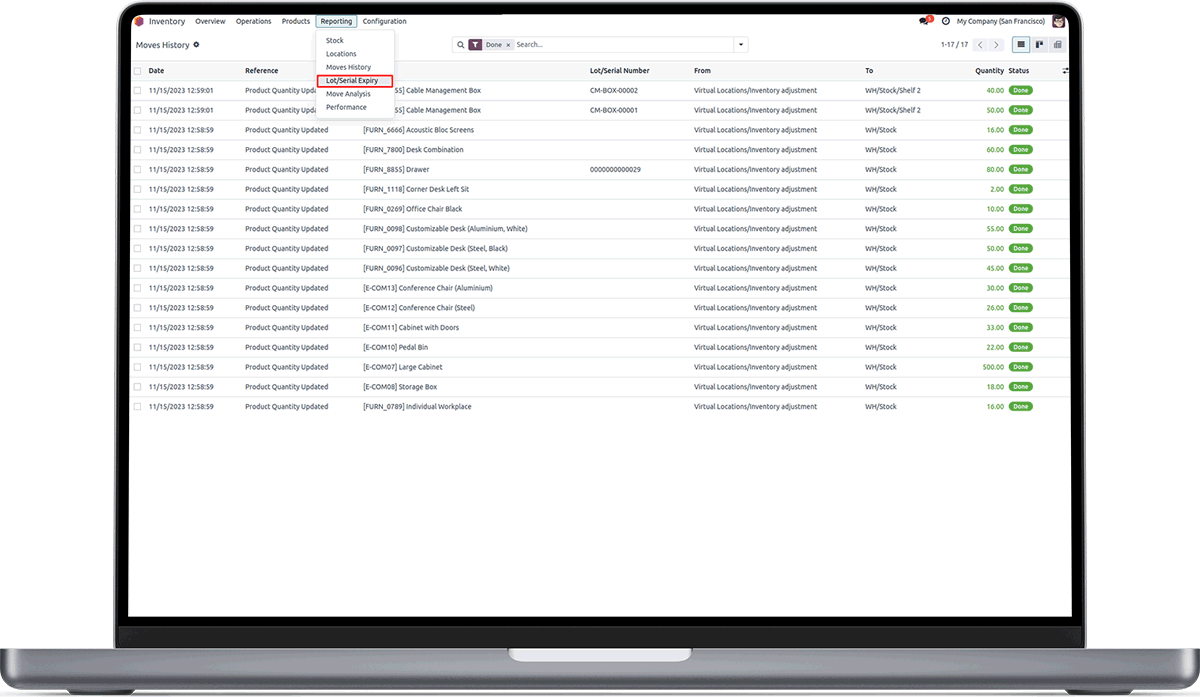 Inventory Overview Operations Products Reporting Configuration 1 My Company (San Francisco)
Moves History Done × Search... 1-17 / 17
Stock
Locations
Moves History
Lot/Serial Expiry
Move Analysis
Performance
Date Reference Lot/Serial Number From To Quantity Status
11/15/2023 12:59:01 Product Quantity Upda 55] Cable Management Box CM-BOX-00002 Virtual Locations/Inventory adjustment WH/Stock/Shelf 2 40.00 Done
11/15/2023 12:59:01 Product Quantity Upda 55] Cable Management Box CM-BOX-00001 Virtual Locations/Inventory adjustment WH/Stock/Shelf 2 50.00 Done
11/15/2023 12:58:59 Product Quantity Updated [FURN_6666] Acoustic Bloc Screens Virtual Locations/Inventory adjustment WH/Stock 16.00 Done
11/15/2023 12:58:59 Product Quantity Updated [FURN_7800] Desk Combination Virtual Locations/Inventory adjustment WH/Stock 60.00 Done
11/15/2023 12:58:59 Product Quantity Updated [FURN_8855] Drawer 0000000000029 Virtual Locations/Inventory adjustment WH/Stock 80.00 Done
11/15/2023 12:58:59 Product Quantity Updated [FURN_1118] Corner Desk Left Sit Virtual Locations/Inventory adjustment WH/Stock 2.00 Done
11/15/2023 12:58:59 Product Quantity Updated [FURN_0269] Office Chair Black Virtual Locations/Inventory adjustment WH/Stock 10.00 Done
11/15/2023 12:58:59 Product Quantity Updated [FURN_0098] Customizable Desk (Aluminium, White) Virtual Locations/Inventory adjustment WH/Stock 55.00 Done
11/15/2023 12:58:59 Product Quantity Updated [FURN_0097] Customizable Desk (Steel, Black) Virtual Locations/Inventory adjustment WH/Stock 50.00 Done
11/15/2023 12:58:59 Product Quantity Updated [FURN_0096] Customizable Desk (Steel, White) Virtual Locations/Inventory adjustment WH/Stock 45.00 Done
11/15/2023 12:58:59 Product Quantity Updated [E-COM13] Conference Chair (Aluminium) Virtual Locations/Inventory adjustment WH/Stock 30.00 Done
11/15/2023 12:58:59 Product Quantity Updated [E-COM12] Conference Chair (Steel) Virtual Locations/Inventory adjustment WH/Stock 26.00 Done
11/15/2023 12:58:59 Product Quantity Updated [E-COM11] Cabinet with Doors Virtual Locations/Inventory adjustment WH/Stock 33.00 Done
11/15/2023 12:58:59 Product Quantity Updated [E-COM10] Pedal Bin Virtual Locations/Inventory adjustment WH/Stock 22.00 Done
11/15/2023 12:58:59 Product Quantity Updated [E-COM07] Large Cabinet Virtual Locations/Inventory adjustment WH/Stock 500.00 Done
11/15/2023 12:58:59 Product Quantity Updated [E-COM08] Storage Box Virtual Locations/Inventory adjustment WH/Stock 18.00 Done
11/15/2023 12:58:59 Product Quantity Updated [FURN_0789] Individual Workplace Virtual Locations/Inventory adjustment WH/Stock 16.00 Done